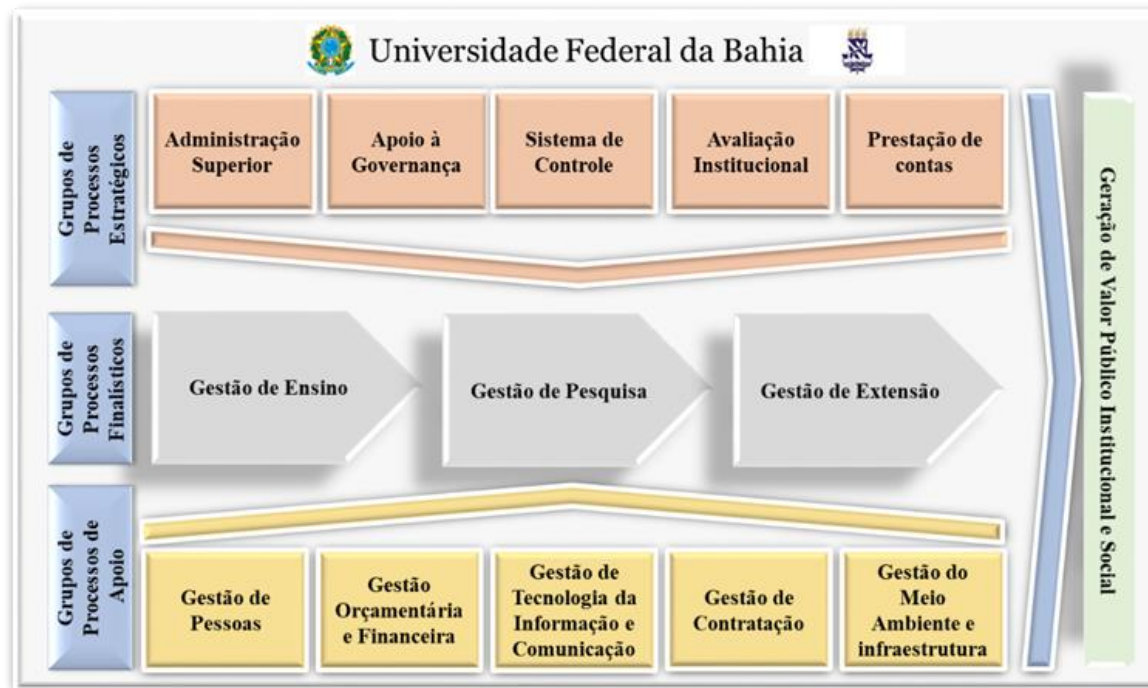 Universidade Federal da Bahia
Grupos de
Processos
Estratégicos
Administração
Superior
Apoio à
Governança
Sistema de
Controle
Avaliação
Institucional
Prestação de
contas
Grupos de
Processos
Finalísticos
Gestão de Ensino
Gestão de Pesquisa
Gestão de Extensão
Grupos de
Processos de
Apoio
Gestão de
Pessoas
Gestão
Orçamentária
e Financeira
Gestão de
Tecnologia da
Informação e
Comunicação
Gestão de
Contratação
Gestão do
Meio
Ambiente e
infraestrutura
Geração de Valor Público Institucional e Social